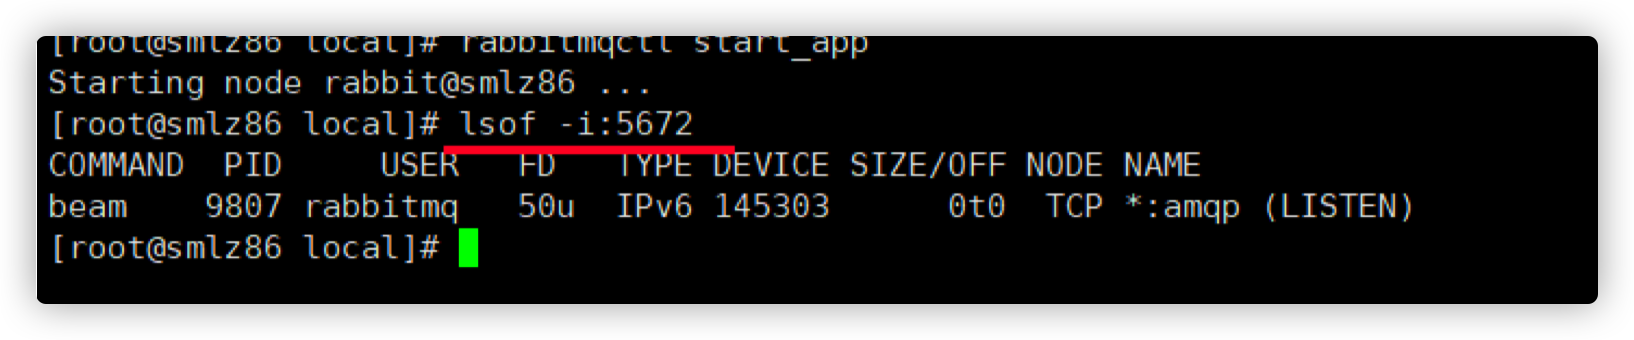 [root@smlz86 local]# rabbitmqctl start_app
Starting node rabbit@smlz86 ...
[root@smlz86 local]# lsof -i:5672
COMMAND  PID     USER   FD   TYPE DEVICE SIZE/OFF NODE NAME
beam    9807 rabbitmq   50u  IPv6 145303      0t0  TCP *:amqp (LISTEN)
[root@smlz86 local]#